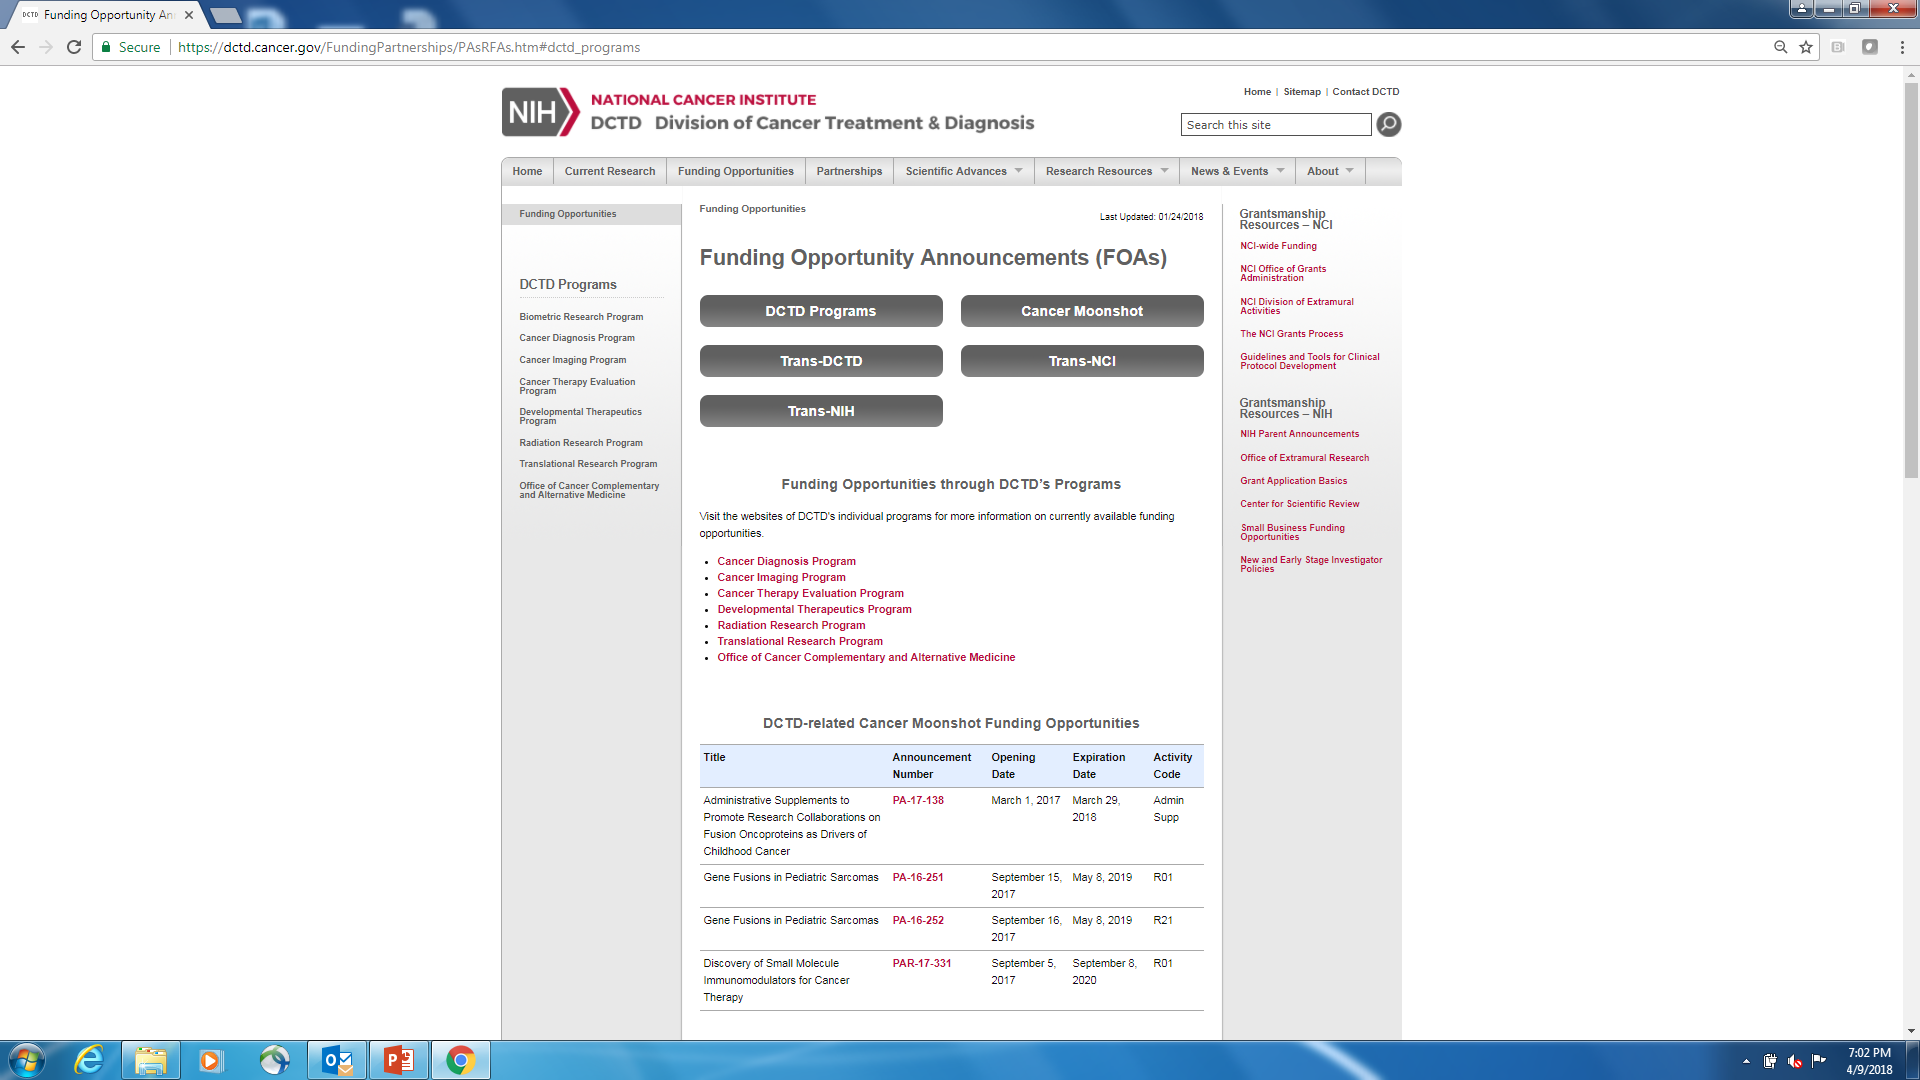 DCTD Funding Opportunity An
Secure https://dctd.cancer.gov/FundingPartnerships/PAsRFAs.htm#dctd_programs
NIH NATIONAL CANCER INSTITUTE
DCTD Division of Cancer Treatment & Diagnosis
Home | Sitemap | Contact DCTD
Search this site
Home Current Research Funding Opportunities Partnerships Scientific Advances Research Resources News & Events About
Funding Opportunities
DCTD Programs
Biometric Research Program
Cancer Diagnosis Program
Cancer Imaging Program
Cancer Therapy Evaluation
Program
Developmental Therapeutics
Program
Radiation Research Program
Translational Research Program
Office of Cancer Complementary
and Alternative Medicine
Funding Opportunities
Last Updated: 01/24/2018
Funding Opportunity Announcements (FOAs)
DCTD Programs
Cancer Moonshot
Trans-DCTD
Trans-NCI
Trans-NIH
Funding Opportunities through DCTD's Programs
Visit the websites of DCTD's individual programs for more information on currently available funding
opportunities.
• Cancer Diagnosis Program
• Cancer Imaging Program
• Cancer Therapy Evaluation Program
• Developmental Therapeutics Program
• Radiation Research Program
• Translational Research Program
• Office of Cancer Complementary and Alternative Medicine
DCTD-related Cancer Moonshot Funding Opportunities
Title Announcement Opening Expiration Activity
Number Date Date Code
Administrative Supplements to PA-17-138 March 1, 2017 March 29, Admin
Promote Research Collaborations on 2018 Supp
Fusion Oncoproteins as Drivers of
Childhood Cancer
Gene Fusions in Pediatric Sarcomas PA-16-251 September 15, May 8, 2019 R01
2017
Gene Fusions in Pediatric Sarcomas PA-16-252 September 16, May 8, 2019 R21
2017
Discovery of Small Molecule PAR-17-331 September 5, September 8, R01
Immunomodulators for Cancer 2017 2020
Therapy
Grantsmanship
Resources – NCI
NCI-wide Funding
NCI Office of Grants
Administration
NCI Division of Extramural
Activities
The NCI Grants Process
Guidelines and Tools for Clinical
Protocol Development
Grantsmanship
Resources – NIH
NIH Parent Announcements
Office of Extramural Research
Grant Application Basics
Center for Scientific Review
Small Business Funding
Opportunities
New and Early Stage Investigator
Policies
7:02 PM
4/9/2018